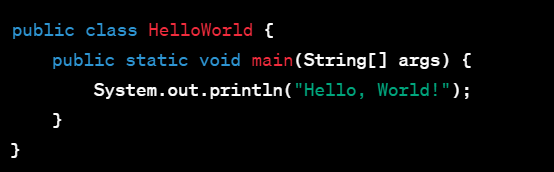 public class HelloWorld {
    public static void main(String[] args) {
        System.out.println("Hello, World!");
    }
}